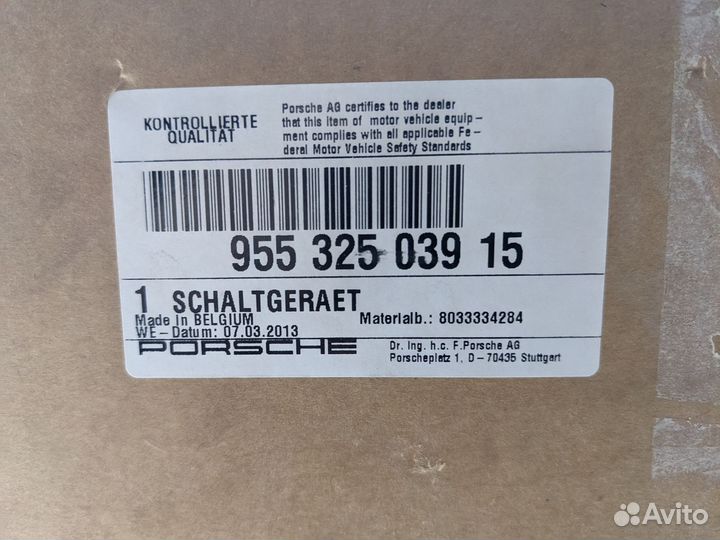 KONTROLLIERTE
QUALITÄT
Porsche AG certifies to the dealer
that this item of motor vehicle equip-
ment complies with all applicable Fe-
deral Motor Vehicle Safety Standards
955 325 039 15
1 SCHALTGERAET
Made in BELGIUM Materialb.: 8033334284
WE-Datum: 07.03.2013
PORSCHE
Dr. Ing. h.c. F.Porsche AG
Porscheplatz 1, D-70435 Stuttgart
Avito